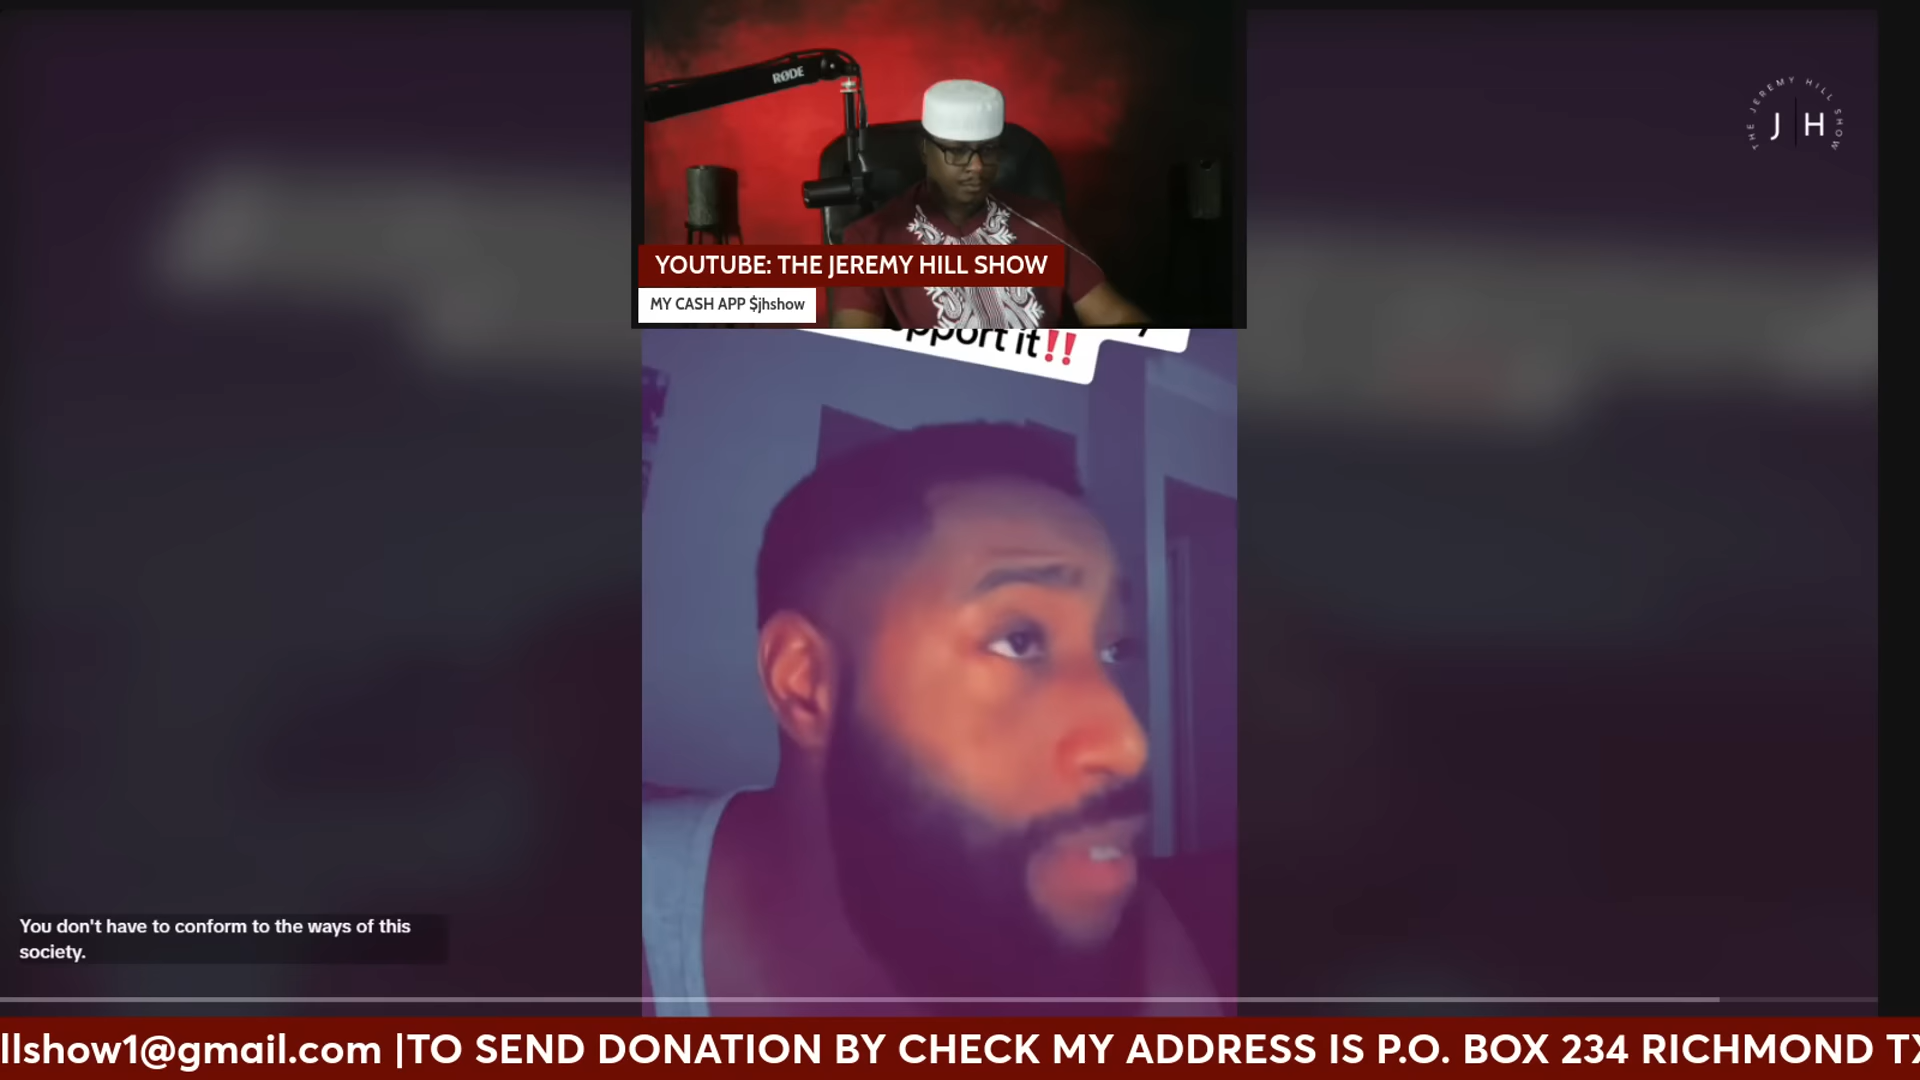 RØDE
THE JEREMY HILL SHOW
J H
YOUTUBE: THE JEREMY HILL SHOW
MY CASH APP $jhshow
pport it‼️
You don't have to conform to the ways of this
society.
llshow1@gmail.com |TO SEND DONATION BY CHECK MY ADDRESS IS P.O. BOX 234 RICHMOND TX